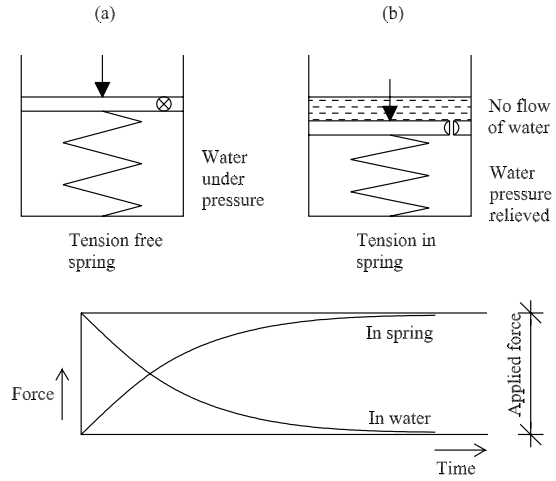 (a)
(b)
Water
under
pressure
No flow
of water
Water
pressure
relieved
Tension free
spring
Tension in
spring
In spring
Force
In water
Applied force
Time